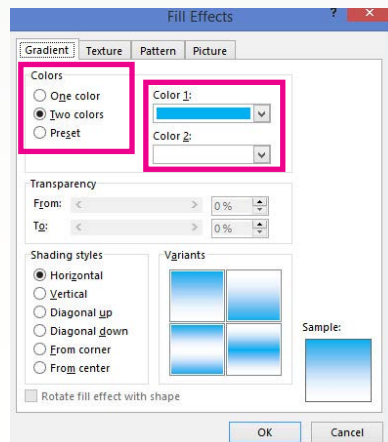 Fill Effects ? ×
Gradient Texture Pattern Picture
Colors
One color
Two colors
Preset
Color 1:
Color 2:
Transparency
From: 0 %
To: 0 %
Shading styles
Horizontal
Vertical
Diagonal up
Diagonal down
From corner
From center
Variants
Sample:
Rotate fill effect with shape
OK Cancel